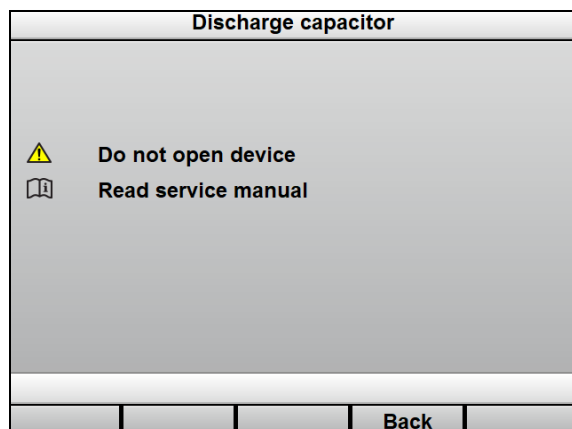 Discharge capacitor
Do not open device
Read service manual
Back